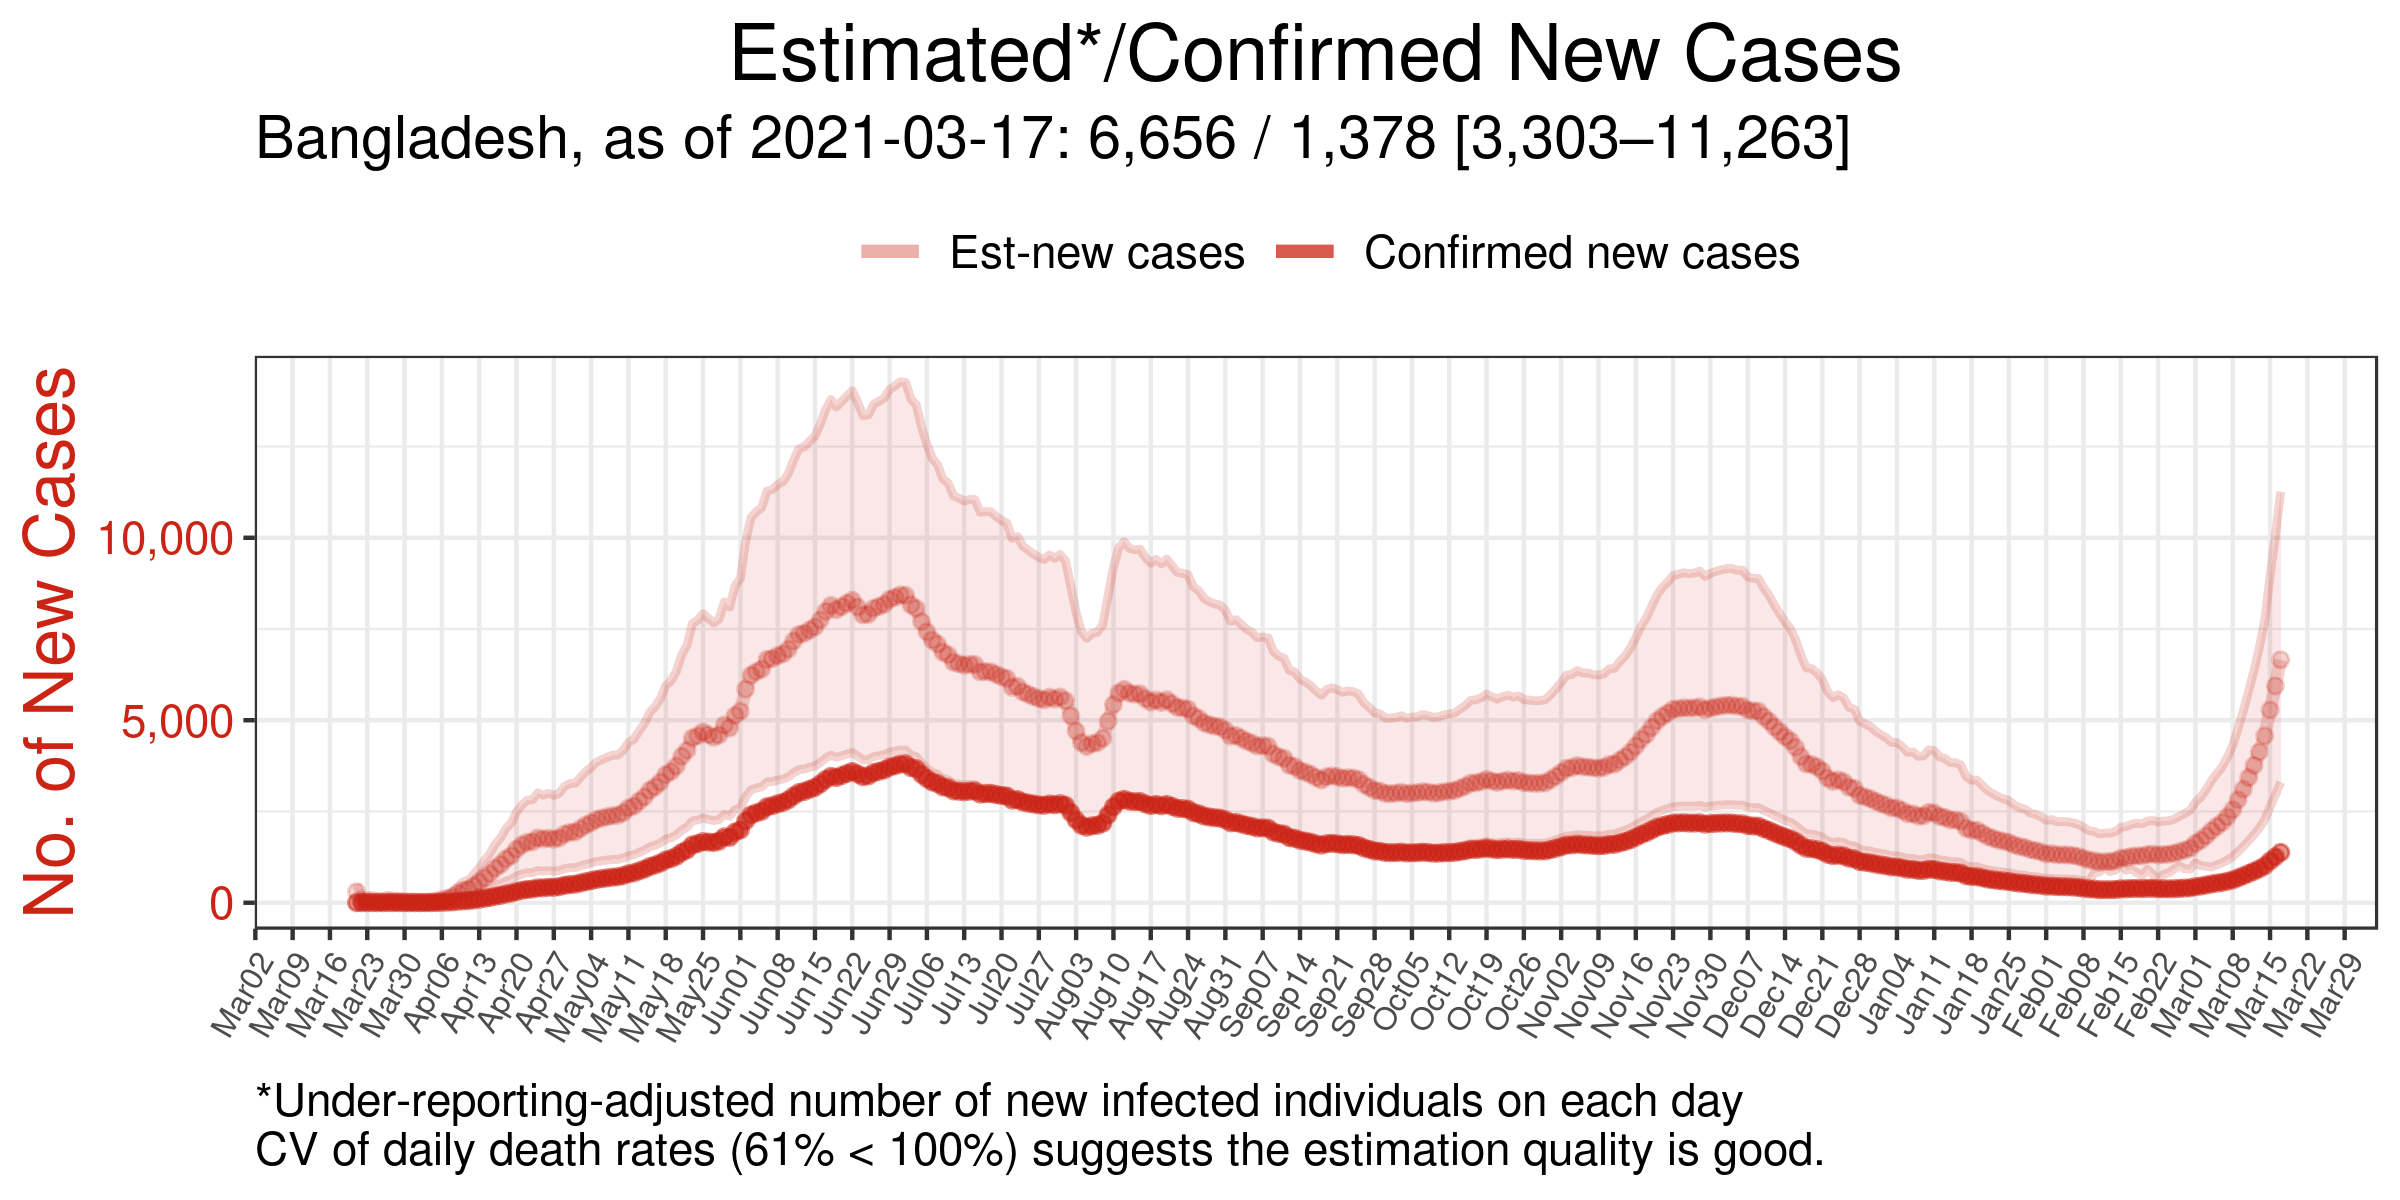 Estimated*/Confirmed New Cases
Bangladesh, as of 2021-03-17: 6,656 / 1,378 [3,303–11,263]
Est-new cases
Confirmed new cases
No. of New Cases
10,000
5,000
0
Mar02
Mar09
Mar16
Mar23
Mar30
Apr06
Apr13
Apr20
Apr27
May04
May11
May18
May25
Jun01
Jun08
Jun15
Jun22
Jun29
Jul06
Jul13
Jul20
Jul27
Aug03
Aug10
Aug17
Aug24
Aug31
Sep07
Sep14
Sep21
Sep28
Oct05
Oct12
Oct19
Oct26
Nov02
Nov09
Nov16
Nov23
Nov30
Dec07
Dec14
Dec21
Dec28
Jan04
Jan11
Jan18
Jan25
Feb01
Feb08
Feb15
Feb22
Mar01
Mar08
Mar15
Mar22
Mar29
*Under-reporting-adjusted number of new infected individuals on each day
CV of daily death rates (61% < 100%) suggests the estimation quality is good.